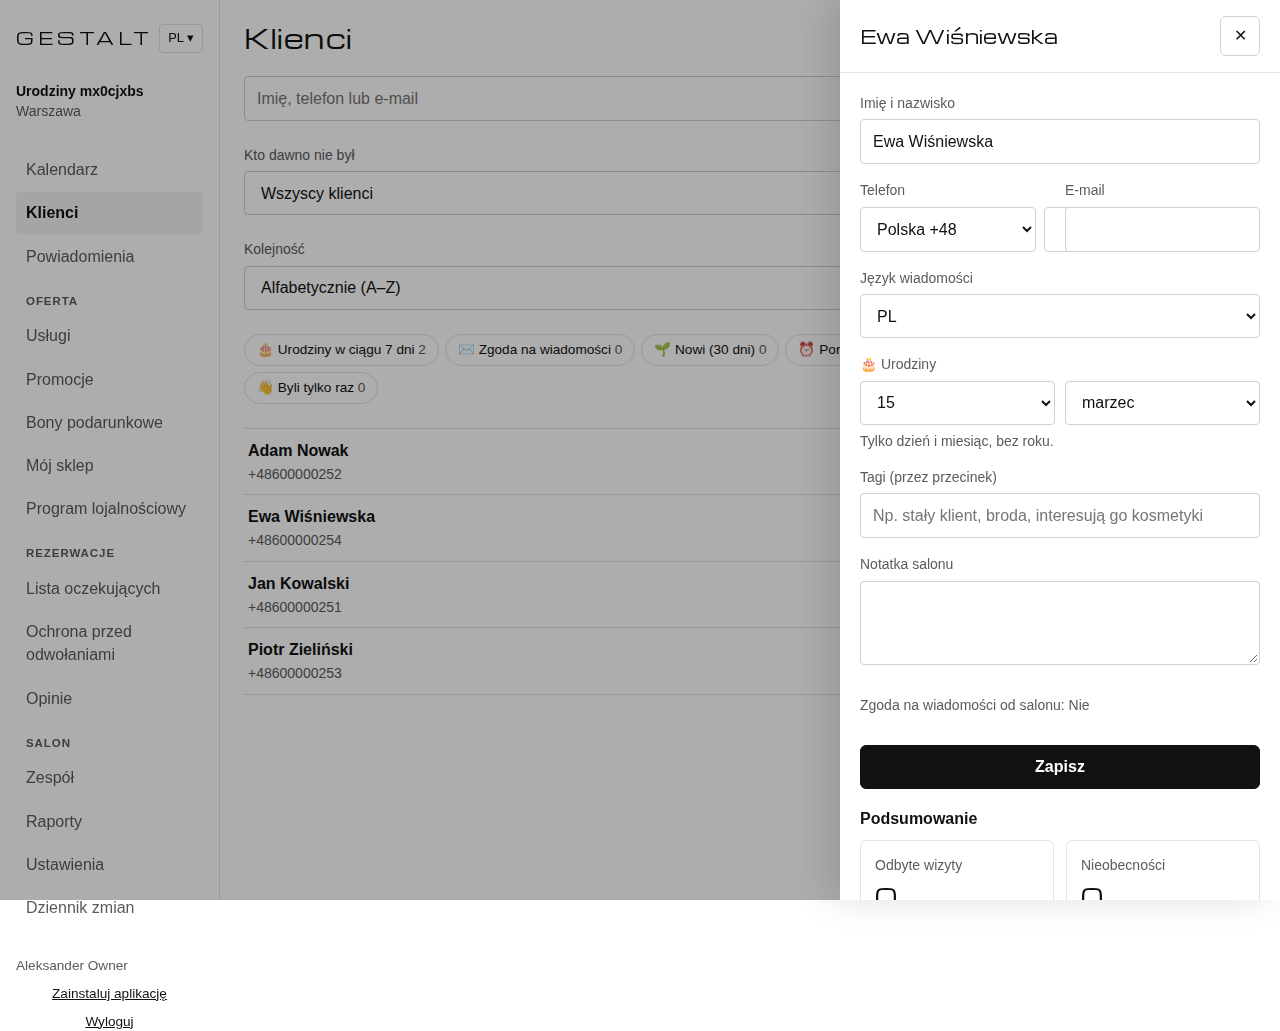 GESTALT
PL ▾
Urodziny mx0cjxbs
Warszawa
Kalendarz
Klienci
Powiadomienia
OFERTA
Usługi
Promocje
Bony podarunkowe
Mój sklep
Program lojalnościowy
REZERWACJE
Lista oczekujących
Ochrona przed
odwołaniami
Opinie
SALON
Zespół
Raporty
Ustawienia
Dziennik zmian
Aleksander Owner
Zainstaluj aplikację
Wyloguj
Klienci
Imię, telefon lub e-mail
Kto dawno nie był
Wszyscy klienci
Kolejność
Alfabetycznie (A–Z)
🎂 Urodziny w ciągu 7 dni 2
✉️ Zgoda na wiadomości 0
🌱 Nowi (30 dni) 0
👋 Byli tylko raz 0
Adam Nowak
+48600000252
Ewa Wiśniewska
+48600000254
Jan Kowalski
+48600000251
Piotr Zieliński
+48600000253
Ewa Wiśniewska
✕
Imię i nazwisko
Ewa Wiśniewska
Telefon
E-mail
Polska +48
Język wiadomości
PL
🎂 Urodziny
15
marzec
Tylko dzień i miesiąc, bez roku.
Tagi (przez przecinek)
Np. stały klient, broda, interesują go kosmetyki
Notatka salonu
Zgoda na wiadomości od salonu: Nie
Zapisz
Podsumowanie
Odbyte wizyty
Nieobecności